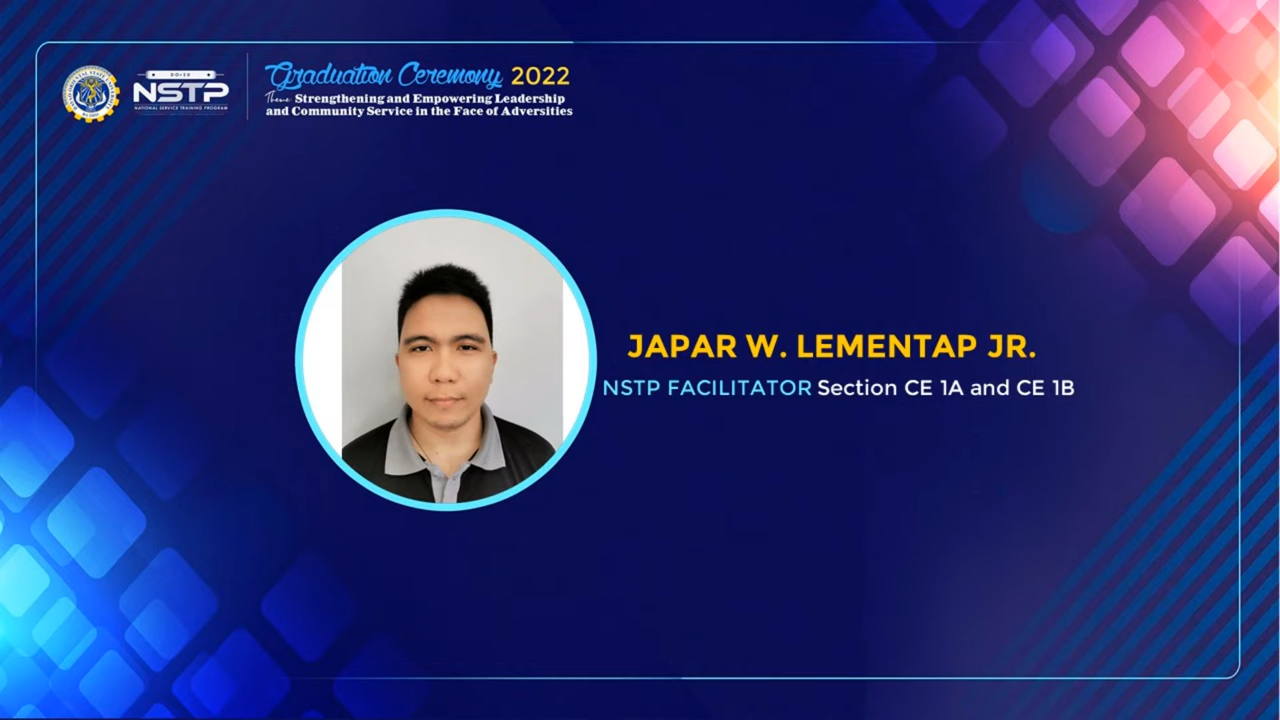 DOrSU
NSTP
NATIONAL SERVICE TRAINING PROGRAM
Graduation Ceremony 2022
Theme: Strengthening and Empowering Leadership
and Community Service in the Face of Adversities
JAPAR W. LEMENTAP JR.
NSTP FACILITATOR Section CE 1A and CE 1B